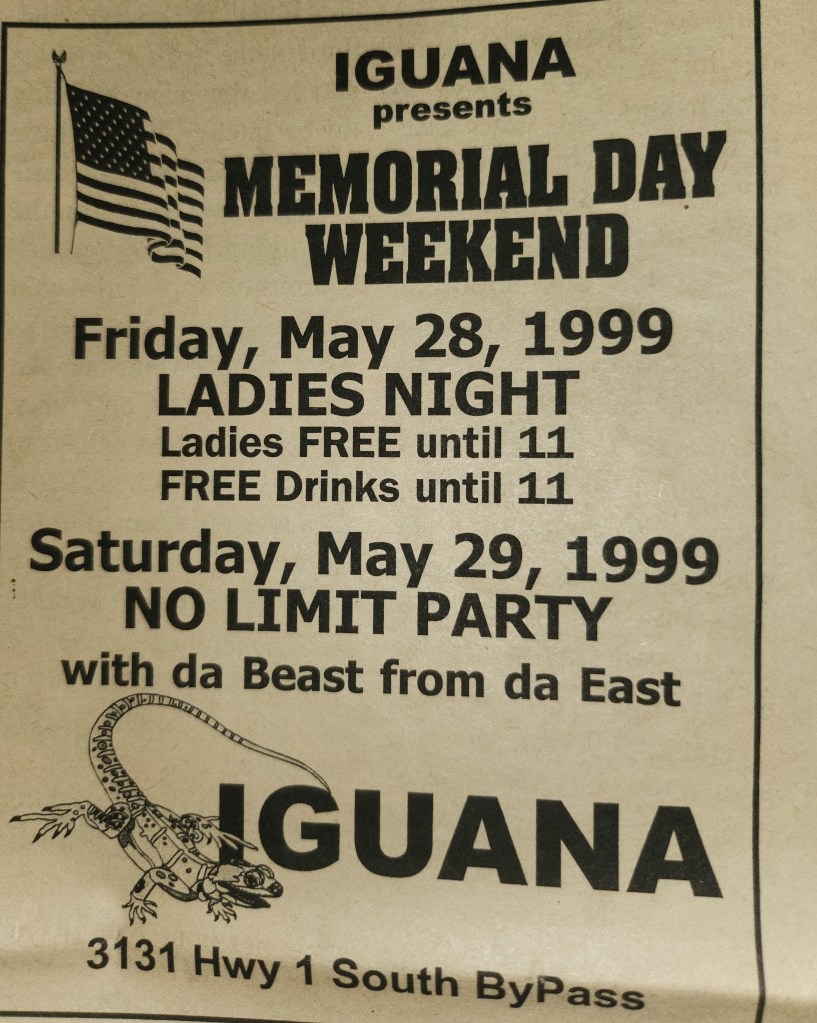 IGUANA
presents
MEMORIAL DAY
WEEKEND
Friday, May 28, 1999
LADIES NIGHT
Ladies FREE until 11
FREE Drinks until 11
Saturday, May 29, 1999
NO LIMIT PARTY
with da Beast from da East
IGUANA
3131 Hwy 1 South ByPass